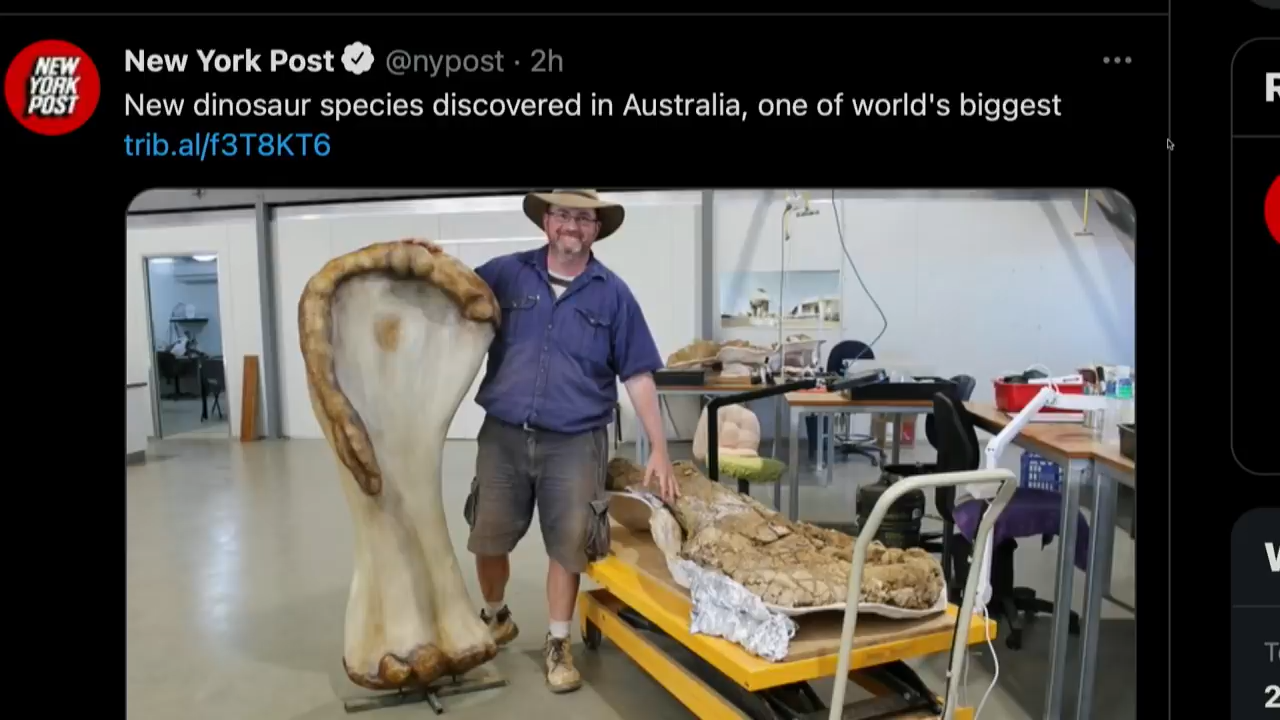 NEW
YORK
POST
New York Post @nypost · 2h
New dinosaur species discovered in Australia, one of world's biggest
trib.al/f3T8KT6
R
W
2